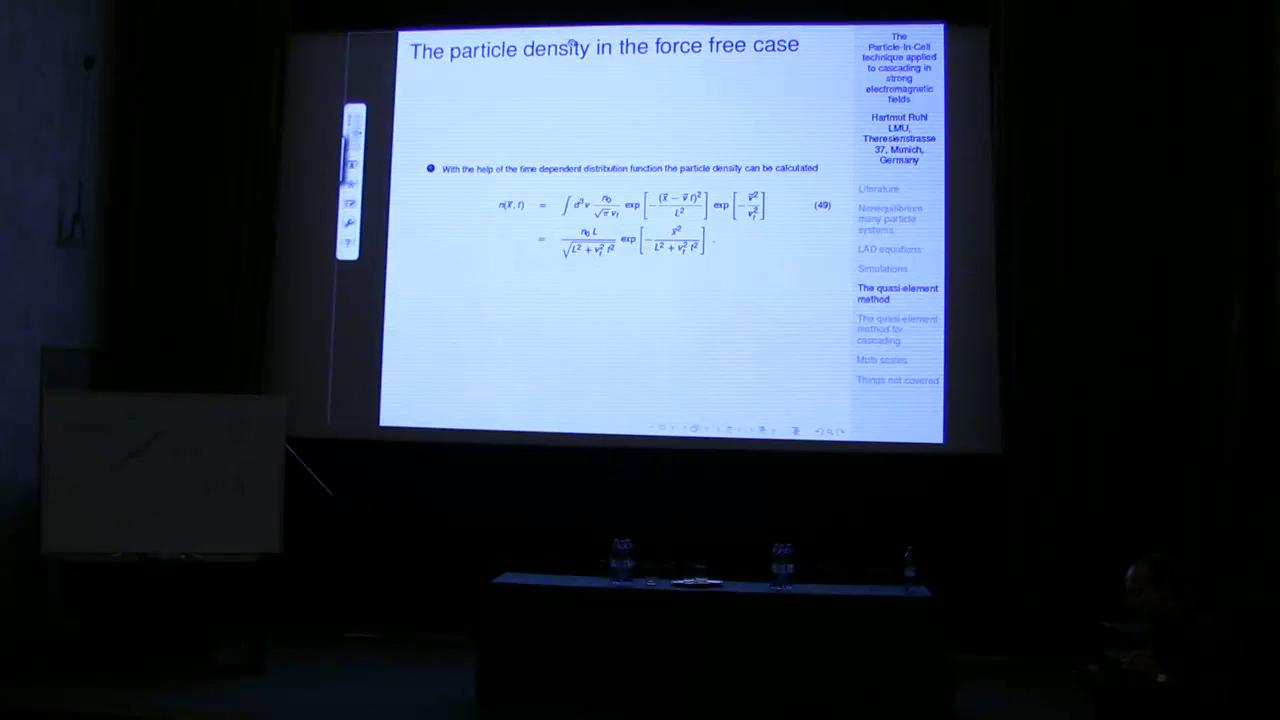 The particle density in the force free case
With the help of the time dependent distribution function the particle density can be calculated
n(x⃗, t) = ∫ d³v n₀/(√π vₜ) exp [−(x⃗ − v⃗ t)²/L²] exp [−v⃗²/vₜ²] (49)
= n₀ L/√(L² + vₜ² t²) exp [−x⃗²/(L² + vₜ² t²)] .
The
Particle-In-Cell
technique applied
to cascading in
strong
electromagnetic
fields
Hartmut Ruhl
LMU,
Theresienstrasse
37, Munich,
Germany
Literature
Nonequilibrium
many particle
systems
LAD equations
Simulations
The quasi-element
method
The quasi-element
method for
cascading
Multi scales
Things not covered